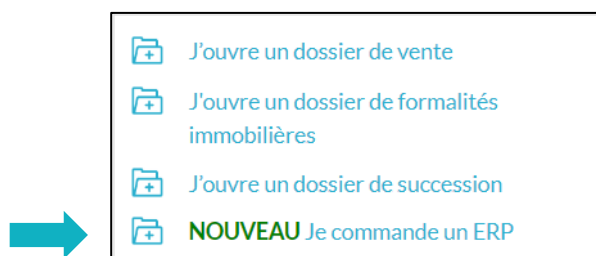 J’ouvre un dossier de vente
J'ouvre un dossier de formalités
immobilières
J’ouvre un dossier de succession
NOUVEAU Je commande un ERP